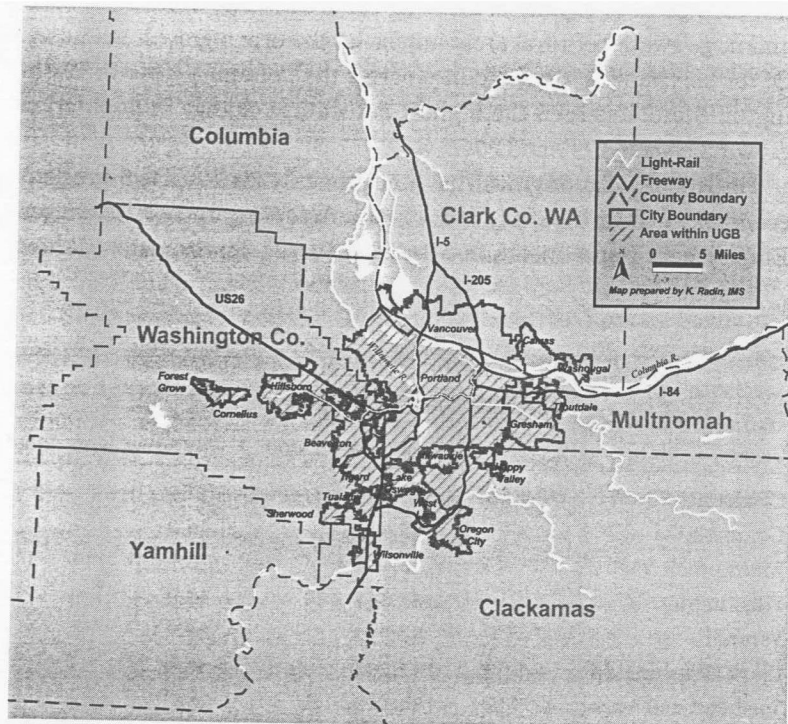 Columbia
Clark Co. WA
Light-Rail
Freeway
County Boundary
City Boundary
Area within UGB
0 5 Miles
Map prepared by K. Radin, IMS
I-5
I-205
US26
Vancouver
Washington Co.
Camas
Washougal
Columbia R.
Willamette R.
Portland
I-84
Forest
Grove
Hillsboro
Cornelius
Troutdale
Multnomah
Gresham
Beaverton
Milwaukie
Happy
Valley
Tigard
Lake
Oswego
Tualatin
West
Sherwood
Oregon
City
Yamhill
Wilsonville
Clackamas